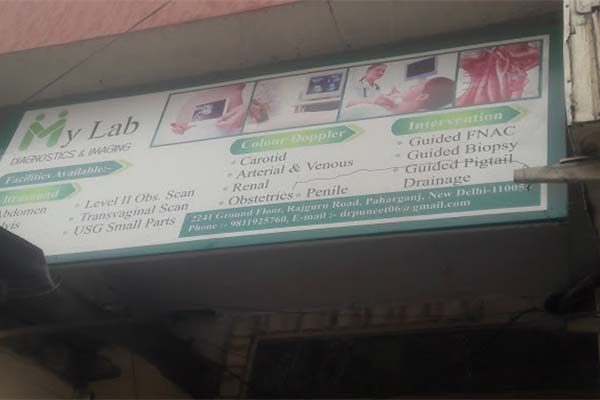 My Lab
DIAGNOSTICS & IMAGING
Facilities Available:-
Abdomen
• Level II Obs. Scan
• Transvaginal Scan
• USG Small Parts
Colour Doppler
• Carotid
• Arterial & Venous
• Renal
• Obstetrics • Penile
Intervention
• Guided FNAC
• Guided Biopsy
• Guided Pigtail
Drainage
2241 Ground Floor, Rajguru Road, Paharganj, New Delhi-110055
Phone :- 9811925760, E-mail :- drpuneet06@gmail.com